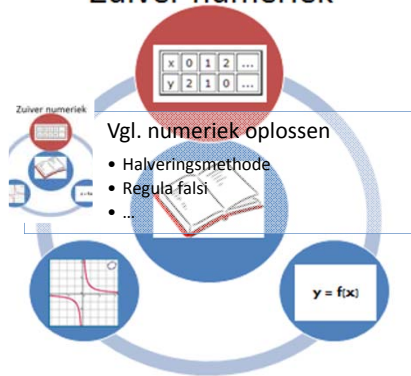 Zuiver numeriek
x 0 1 2 ...
y 2 1 0 ...
Zuiver numeriek
Vgl. numeriek oplossen
• Halveringsmethode
• Regula falsi
• ...
y = f(x)